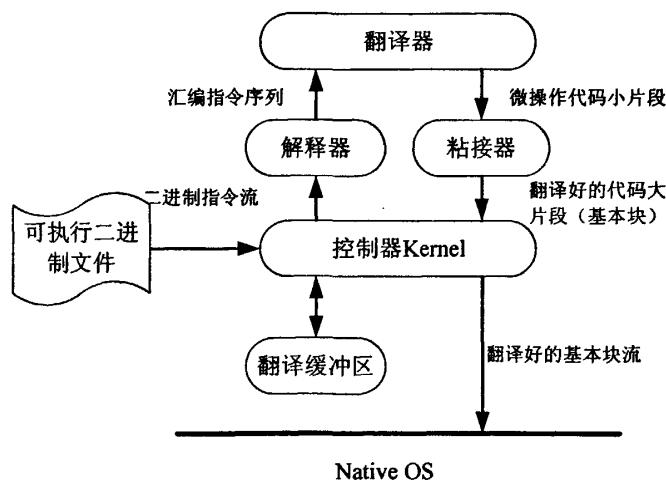 翻译器
汇编指令序列
微操作代码小片段
解释器
粘接器
二进制指令流
翻译好的代码大
片段（基本块）
可执行二进
制文件
控制器Kernel
翻译缓冲区
翻译好的基本块流
Native OS